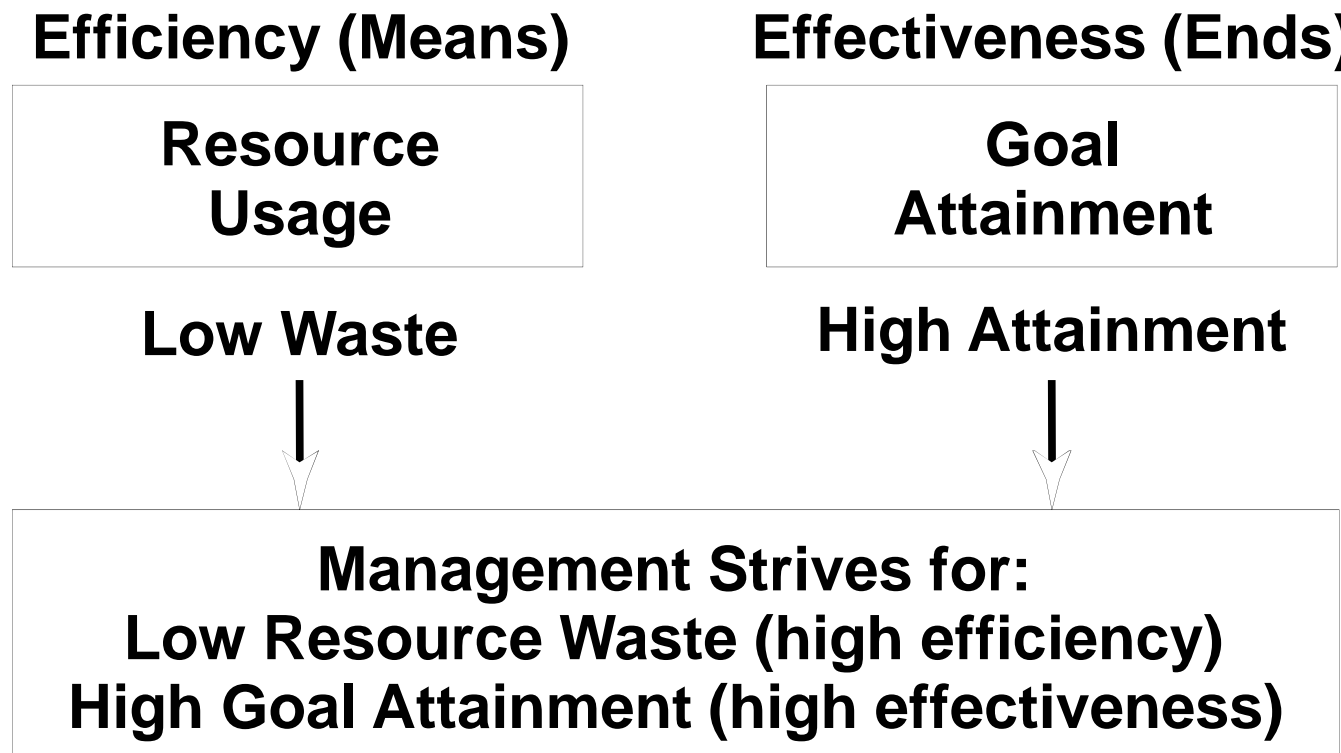 Efficiency (Means)
Effectiveness (Ends)
Resource
Usage
Goal
Attainment
Low Waste
High Attainment
Management Strives for:
Low Resource Waste (high efficiency)
High Goal Attainment (high effectiveness)